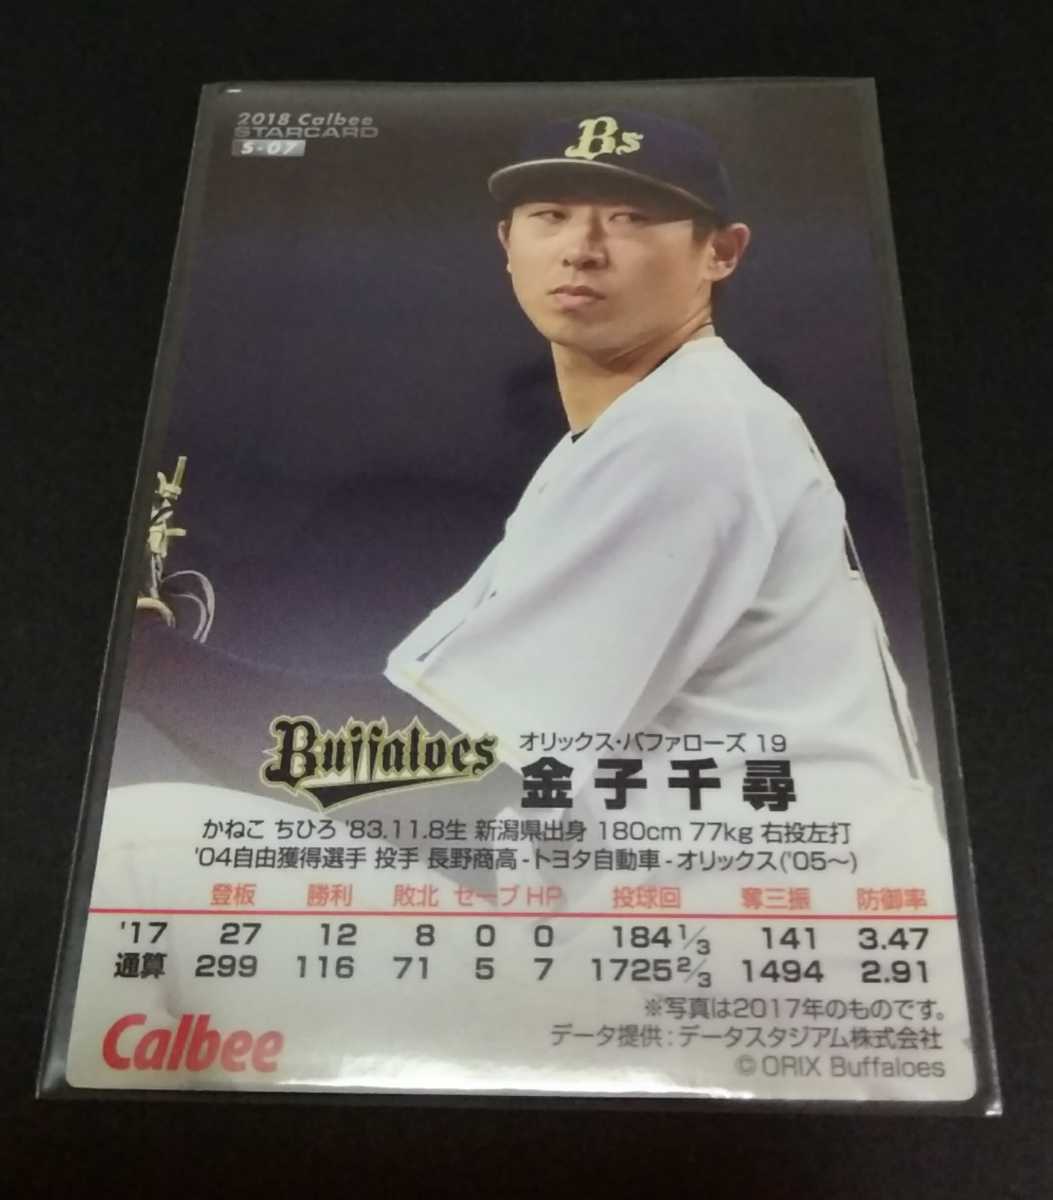 2018 Calbee
STARCARD
S-07
Bs
Buffaloes
オリックス・バファローズ 19
金子千尋
かねこ ちひろ '83.11.8生 新潟県出身 180cm 77kg 右投左打
'04自由獲得選手 投手 長野商高-トヨタ自動車-オリックス('05〜)
登板 勝利 敗北 セーブ HP 投球回 奪三振 防御率
'17 27 12 8 0 0 184 1/3 141 3.47
通算 299 116 71 5 7 1725 2/3 1494 2.91
※写真は2017年のものです。
データ提供:データスタジアム株式会社
Calbee
© ORIX Buffaloes